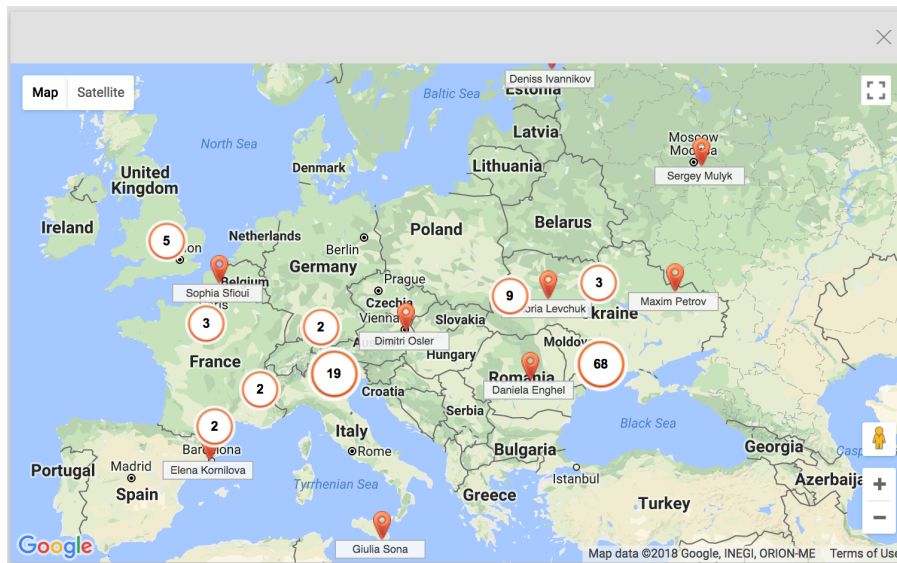 Map
Satellite
Deniss Ivannikov
Estonia
Baltic Sea
Latvia
Moscow
North Sea
Denmark
Lithuania
Sergey Mulyk
United
Kingdom
Ireland
Belarus
Netherlands
Poland
5
Berlin
Germany
Belgium
Sophia Sfioui
Prague
Czechia
9
3
Maxim Petrov
Levchuk
Ukraine
3
2
Vienna
Slovakia
Dimitri Osler
Moldova
France
Hungary
19
68
Romania
2
Croatia
Daniela Enghel
Serbia
2
Italy
Black Sea
Barcelona
Bulgaria
Georgia
Portugal
Madrid
Elena Kornilova
Rome
Istanbul
Azerbaija
Spain
Tyrrhenian Sea
Greece
Turkey
Giulia Sona
Google
Map data ©2018 Google, INEGI, ORION-ME
Terms of Use